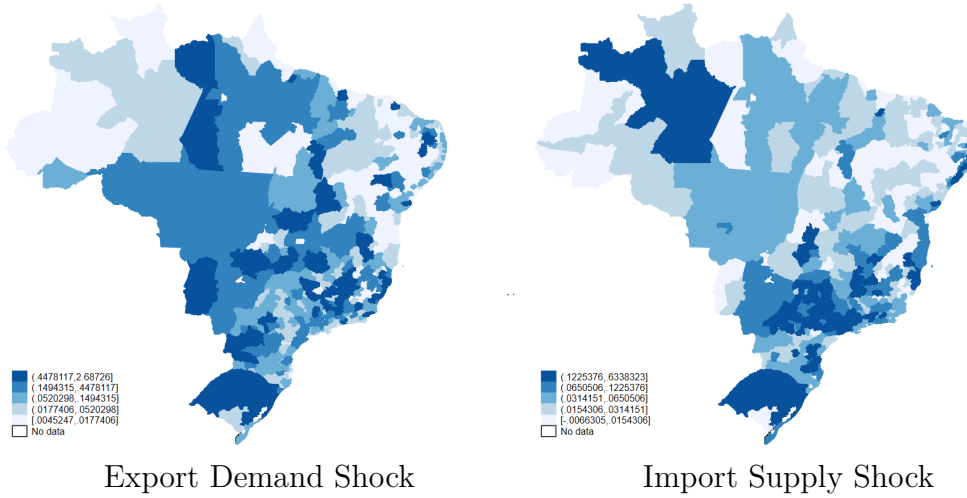 (.4478117,2.68726]
(.1494315,.4478117]
(.0520298,.1494315]
(.0177406,.0520298]
[.0045247,.0177406]
No data
Export Demand Shock
(.1225376,.6338323]
(.0650506,.1225376]
(.0314151,.0650506]
(.0154306,.0314151]
[-.0066305,.0154306]
No data
Import Supply Shock